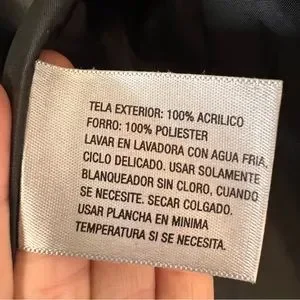 TELA EXTERIOR: 100% ACRILICO
FORRO: 100% POLIESTER
LAVAR EN LAVADORA CON AGUA FRIA.
CICLO DELICADO. USAR SOLAMENTE
BLANQUEADOR SIN CLORO, CUANDO
SE NECESITE. SECAR COLGADO.
USAR PLANCHA EN MINIMA
TEMPERATURA SI SE NECESITA.